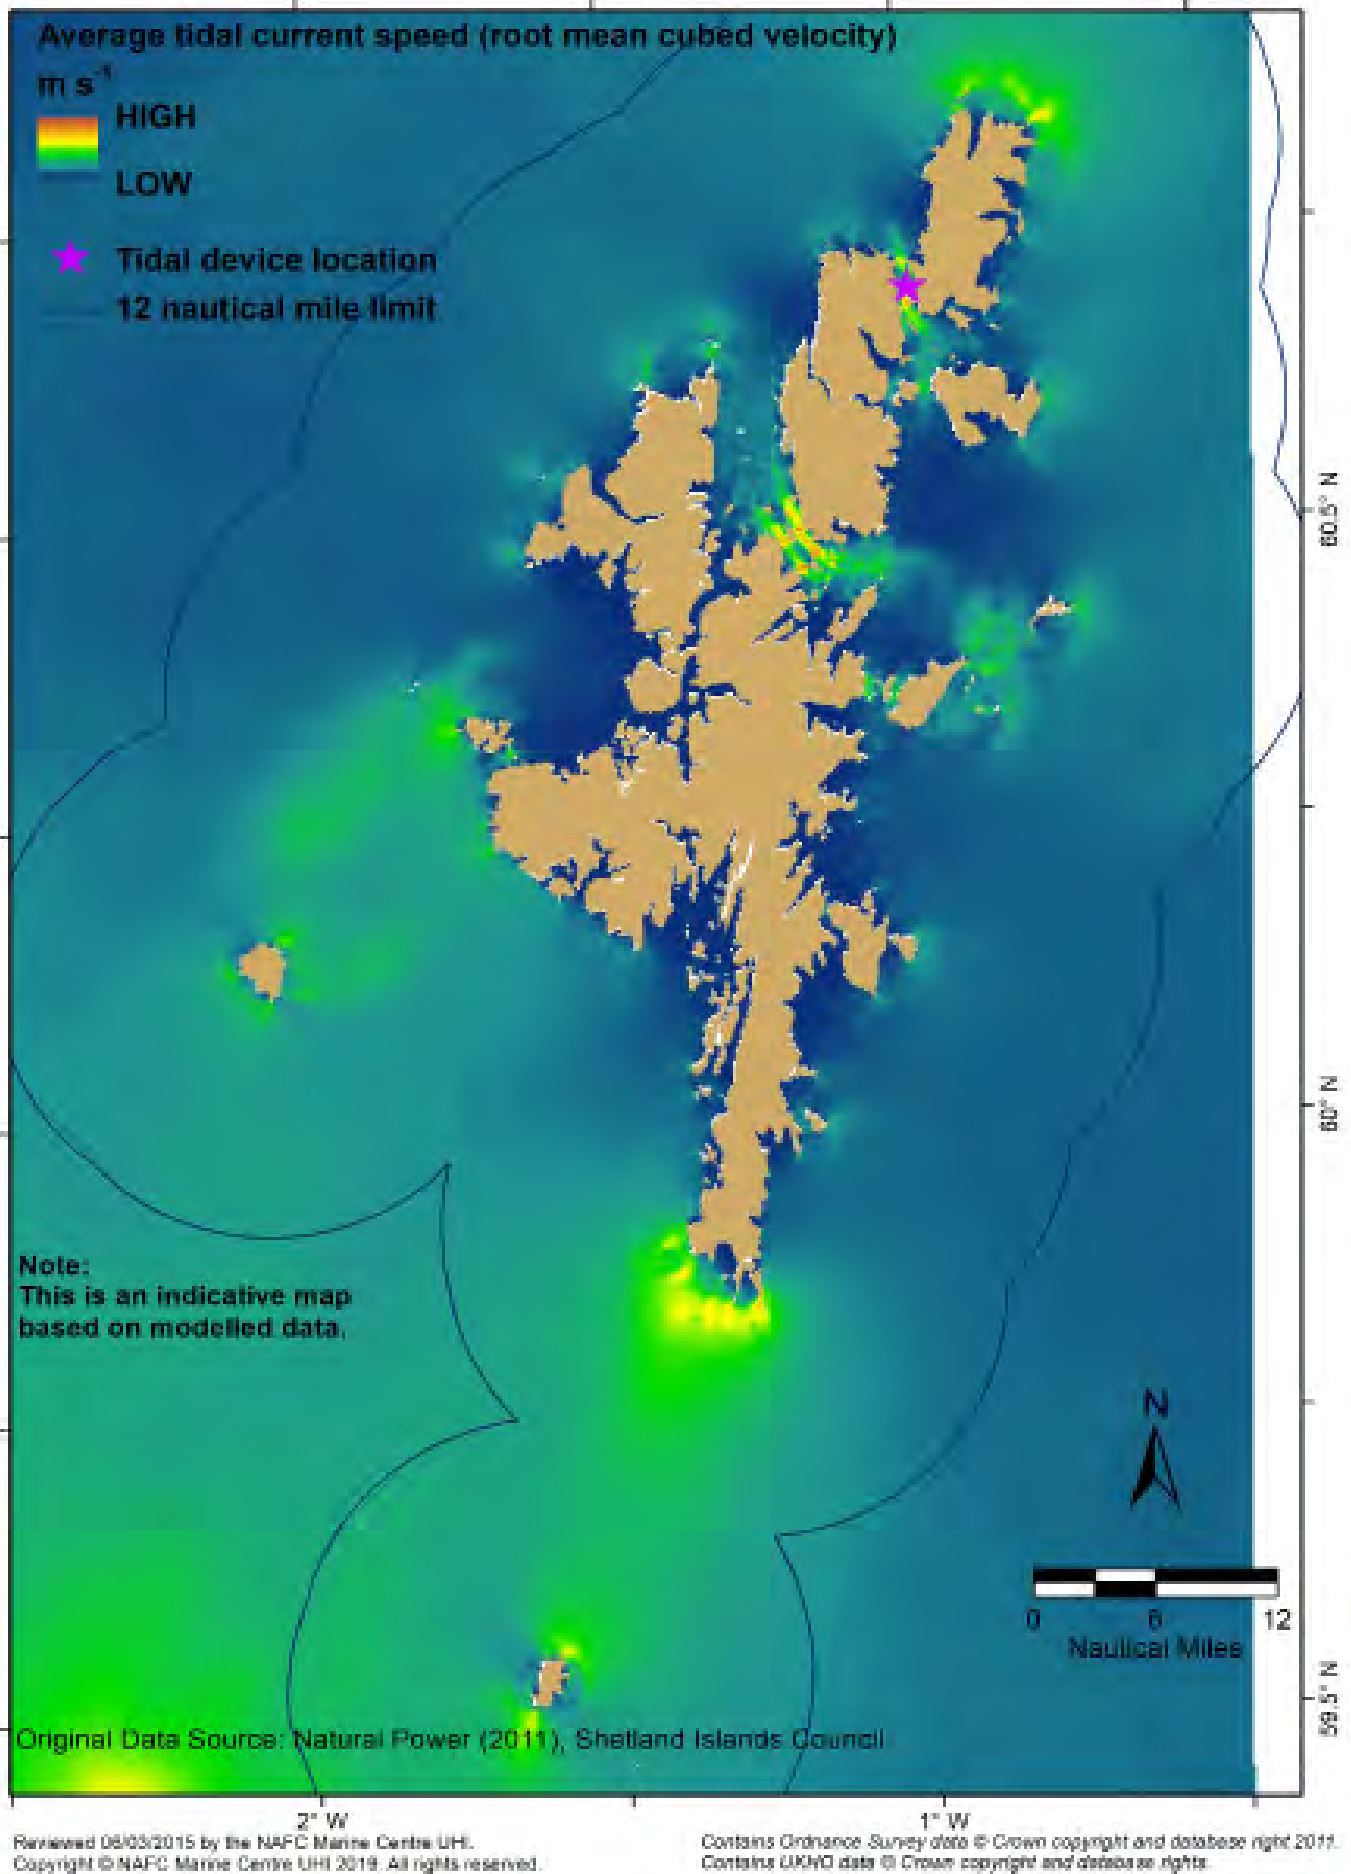 Average tidal current speed (root mean cubed velocity)
m s⁻¹
HIGH
LOW
Tidal device location
12 nautical mile limit
60.5° N
60° N
Note:
This is an indicative map
based on modelled data.
N
0 6 12
Nautical Miles
59.5° N
Original Data Source: Natural Power (2011), Shetland Islands Council
2° W
1° W
Reviewed 06/03/2015 by the NAFC Marine Centre UHI.
Copyright © NAFC Marine Centre UHI 2019. All rights reserved.
Contains Ordnance Survey data © Crown copyright and database right 2011.
Contains UKHO data © Crown copyright and database rights.